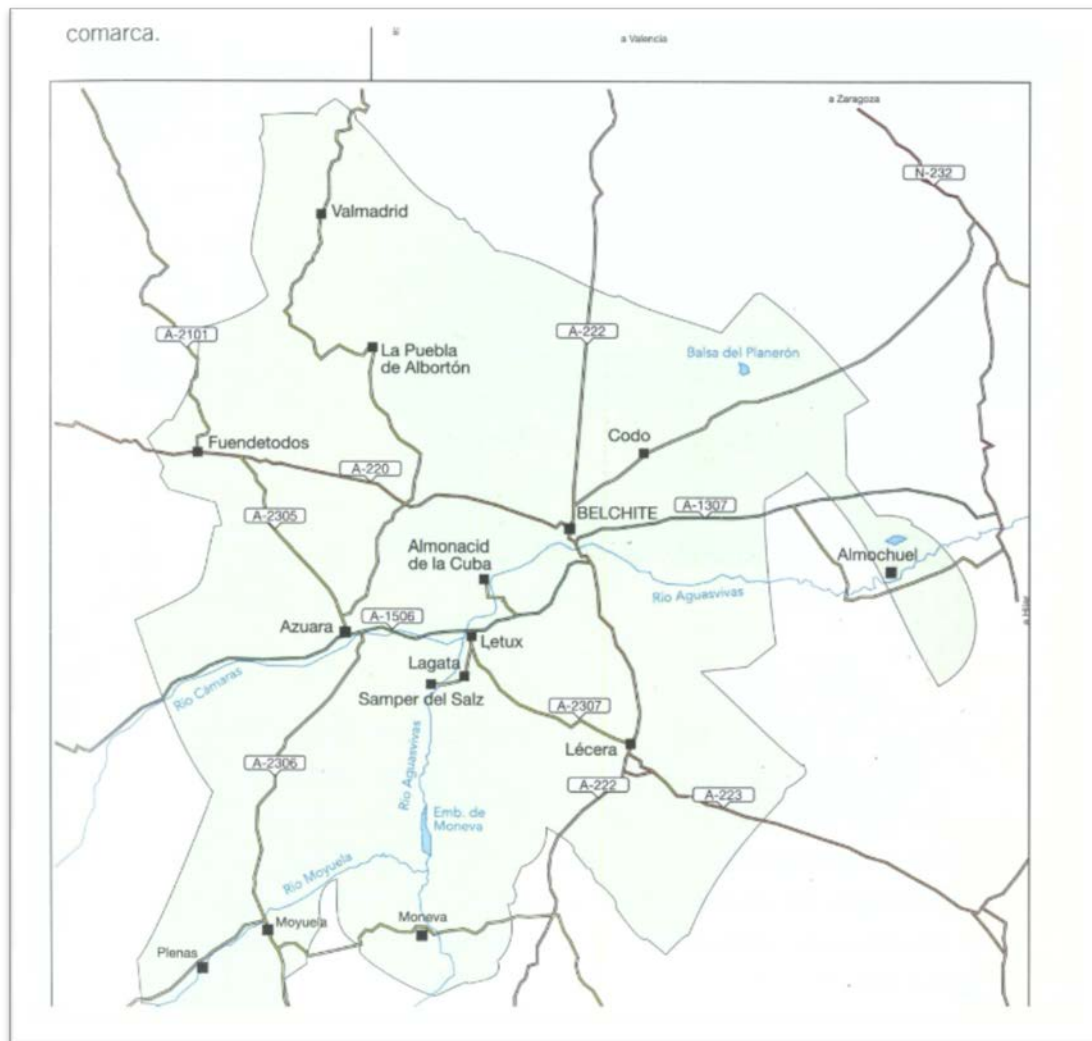 comarca.
a Valencia
a Zaragoza
N-232
Valmadrid
A-2101
A-222
La Puebla
de Albortón
Balsa del Planerón
Fuendetodos
Codo
A-220
A-2305
BELCHITE
A-1307
Almonacid
de la Cuba
Almochuel
Río Aguasvivas
a Híjar
Azuara
A-1506
Letux
Lagata
Samper del Salz
Río Cámaras
A-2307
Lécera
A-2306
Río Aguasvivas
A-222
A-223
Emb. de
Moneva
Río Moyuela
Moyuela
Moneva
Plenas